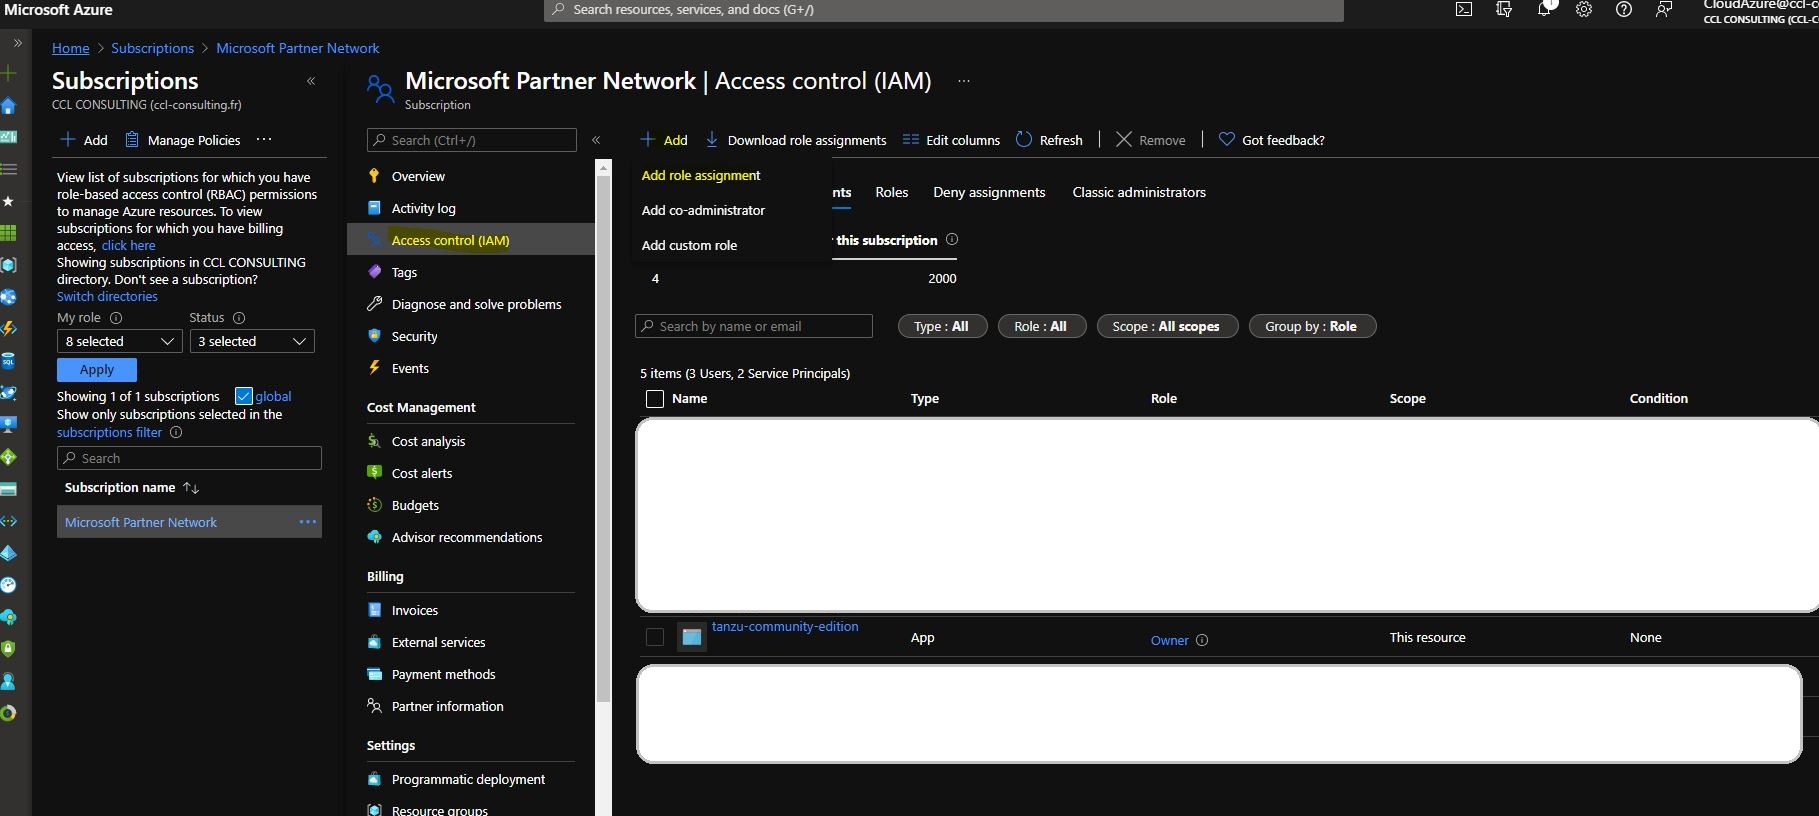 Microsoft Azure
Search resources, services, and docs (G+/)
1
CloudAzure@ccl-c
CCL CONSULTING (CCL-C
Home > Subscriptions > Microsoft Partner Network
Subscriptions
CCL CONSULTING (ccl-consulting.fr)
+ Add Manage Policies ...
View list of subscriptions for which you have
role-based access control (RBAC) permissions
to manage Azure resources. To view
subscriptions for which you have billing
access, click here
Showing subscriptions in CCL CONSULTING
directory. Don't see a subscription?
Switch directories
My role Status
8 selected 3 selected
Apply
Showing 1 of 1 subscriptions global
Show only subscriptions selected in the
subscriptions filter
Search
Subscription name
Microsoft Partner Network ...
Microsoft Partner Network | Access control (IAM) ...
Subscription
Search (Ctrl+/)
Overview
Activity log
Access control (IAM)
Tags
Diagnose and solve problems
Security
Events
Cost Management
Cost analysis
Cost alerts
Budgets
Advisor recommendations
Billing
Invoices
External services
Payment methods
Partner information
Settings
Programmatic deployment
Resource groups
+ Add Download role assignments Edit columns Refresh Remove Got feedback?
Add role assignment
Add co-administrator
Add custom role
nts Roles Deny assignments Classic administrators
this subscription
4 2000
Search by name or email
Type : All Role : All Scope : All scopes Group by : Role
5 items (3 Users, 2 Service Principals)
Name Type Role Scope Condition
tanzu-community-edition App Owner This resource None